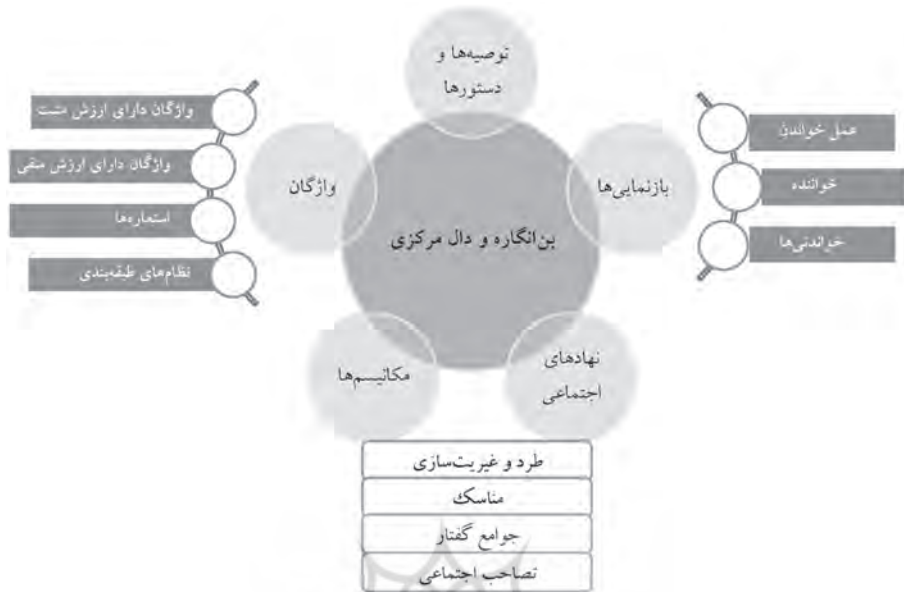 توصیه‌ها و
دستورها
بازنمایی‌ها
عمل خواندن
خواننده
خواندنی‌ها
واژگان
واژگان دارای ارزش مثبت
واژگان دارای ارزش منفی
استعاره‌ها
نظام‌های طبقه‌بندی
بن‌انگاره و دال مرکزی
نهادهای
اجتماعی
مکانیسم‌ها
طرد و غیریت‌سازی
مناسک
جوامع گفتار
تصاحب اجتماعی